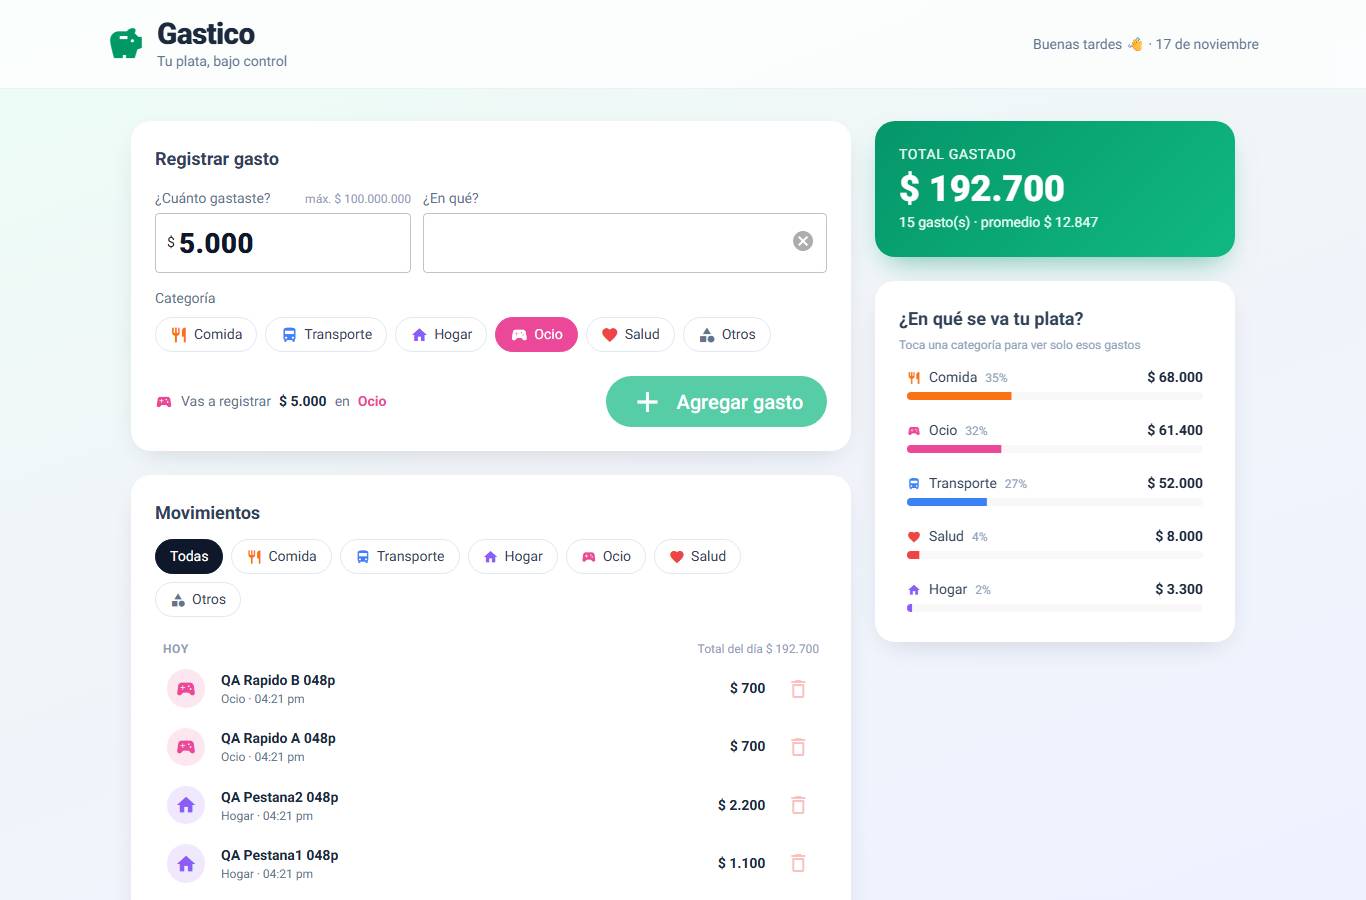 Gastico
Tu plata, bajo control
Buenas tardes 👋 · 17 de noviembre
Registrar gasto
¿Cuánto gastaste? máx. $ 100.000.000
¿En qué?
$ 5.000
Categoría
Comida Transporte Hogar Ocio Salud Otros
Vas a registrar $ 5.000 en Ocio
Agregar gasto
Movimientos
Todas Comida Transporte Hogar Ocio Salud
Otros
HOY Total del día $ 192.700
QA Rapido B 048p
Ocio · 04:21 pm
$ 700
QA Rapido A 048p
Ocio · 04:21 pm
$ 700
QA Pestana2 048p
Hogar · 04:21 pm
$ 2.200
QA Pestana1 048p
Hogar · 04:21 pm
$ 1.100
TOTAL GASTADO
$ 192.700
15 gasto(s) · promedio $ 12.847
¿En qué se va tu plata?
Toca una categoría para ver solo esos gastos
Comida 35% $ 68.000
Ocio 32% $ 61.400
Transporte 27% $ 52.000
Salud 4% $ 8.000
Hogar 2% $ 3.300